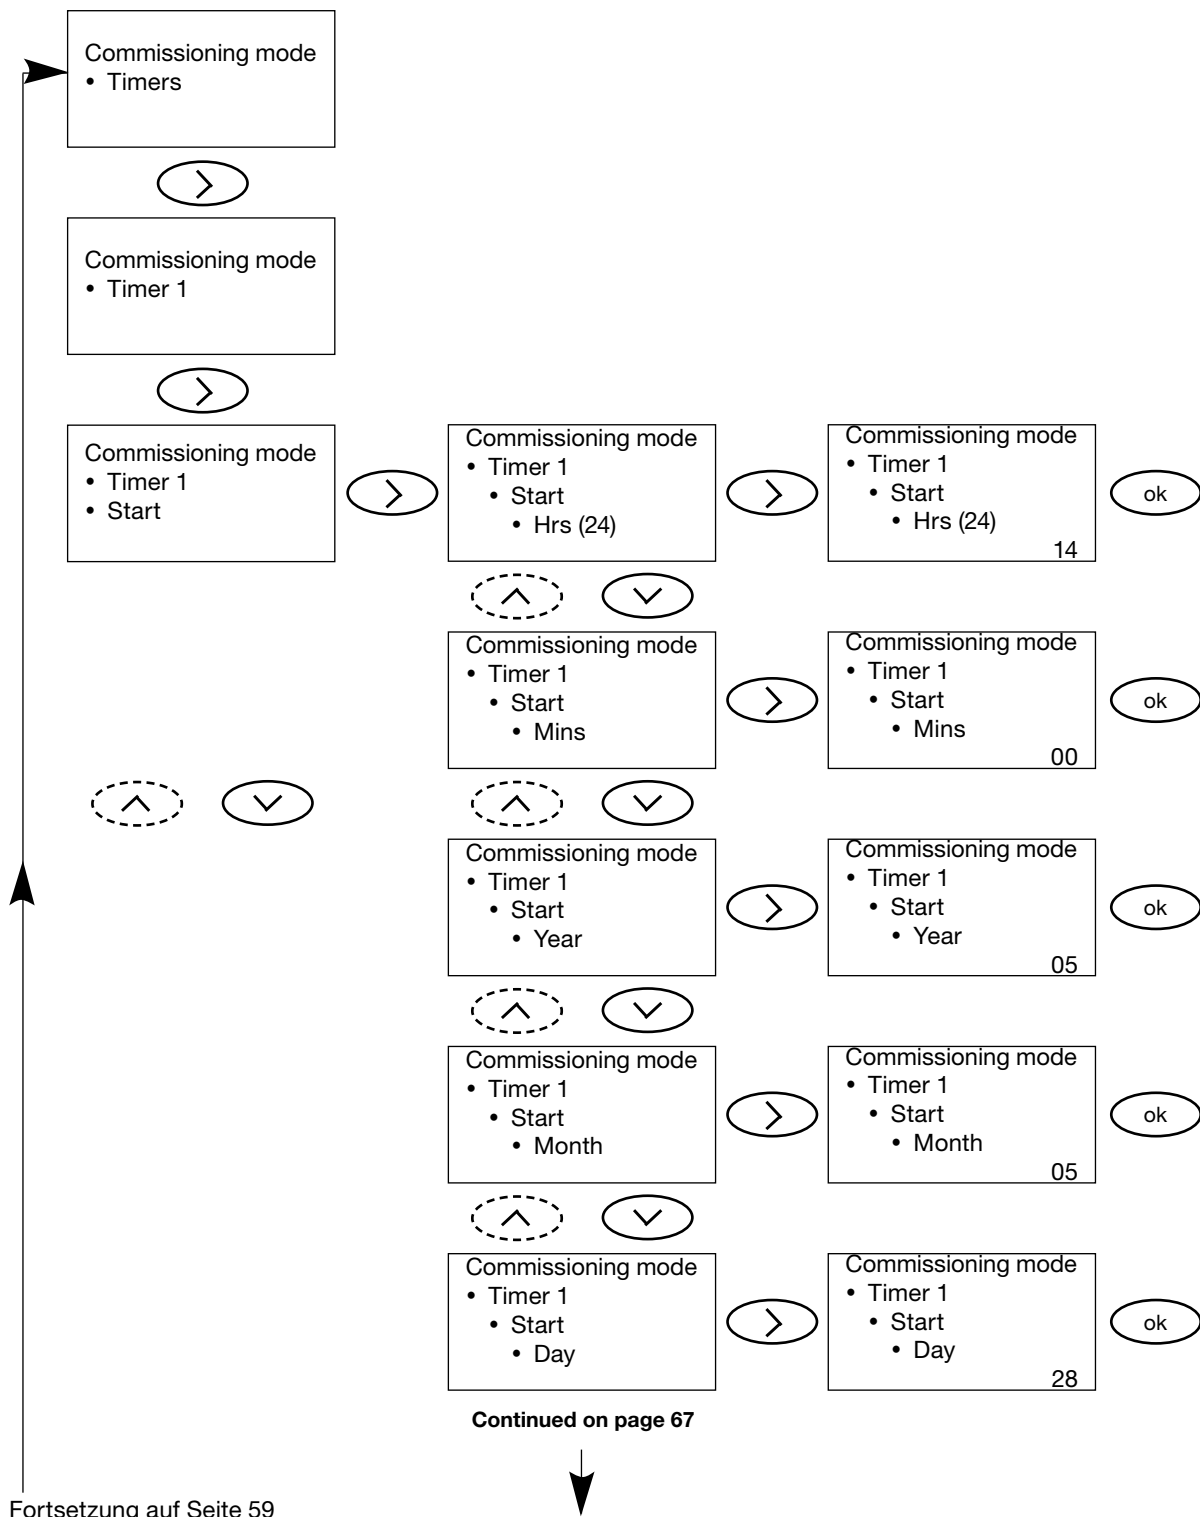 Commissioning mode
• Timers
Commissioning mode
• Timer 1
Commissioning mode
• Timer 1
• Start
Commissioning mode
• Timer 1
• Start
• Hrs (24)
Commissioning mode
• Timer 1
• Start
• Hrs (24)
14
ok
Commissioning mode
• Timer 1
• Start
• Mins
Commissioning mode
• Timer 1
• Start
• Mins
00
ok
Commissioning mode
• Timer 1
• Start
• Year
Commissioning mode
• Timer 1
• Start
• Year
05
ok
Commissioning mode
• Timer 1
• Start
• Month
Commissioning mode
• Timer 1
• Start
• Month
05
ok
Commissioning mode
• Timer 1
• Start
• Day
Commissioning mode
• Timer 1
• Start
• Day
28
ok
Continued on page 67
Fortsetzung auf Seite 59